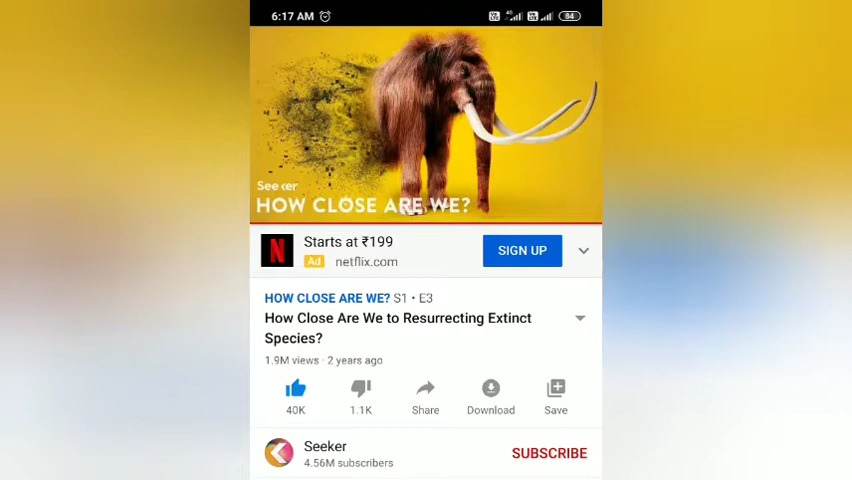 6:17 AM
4G
84
Seeker
HOW CLOSE ARE WE?
N
Starts at ₹199
SIGN UP
Ad netflix.com
HOW CLOSE ARE WE? S1 • E3
How Close Are We to Resurrecting Extinct
Species?
1.9M views · 2 years ago
40K
1.1K
Share
Download
Save
Seeker
4.56M subscribers
SUBSCRIBE